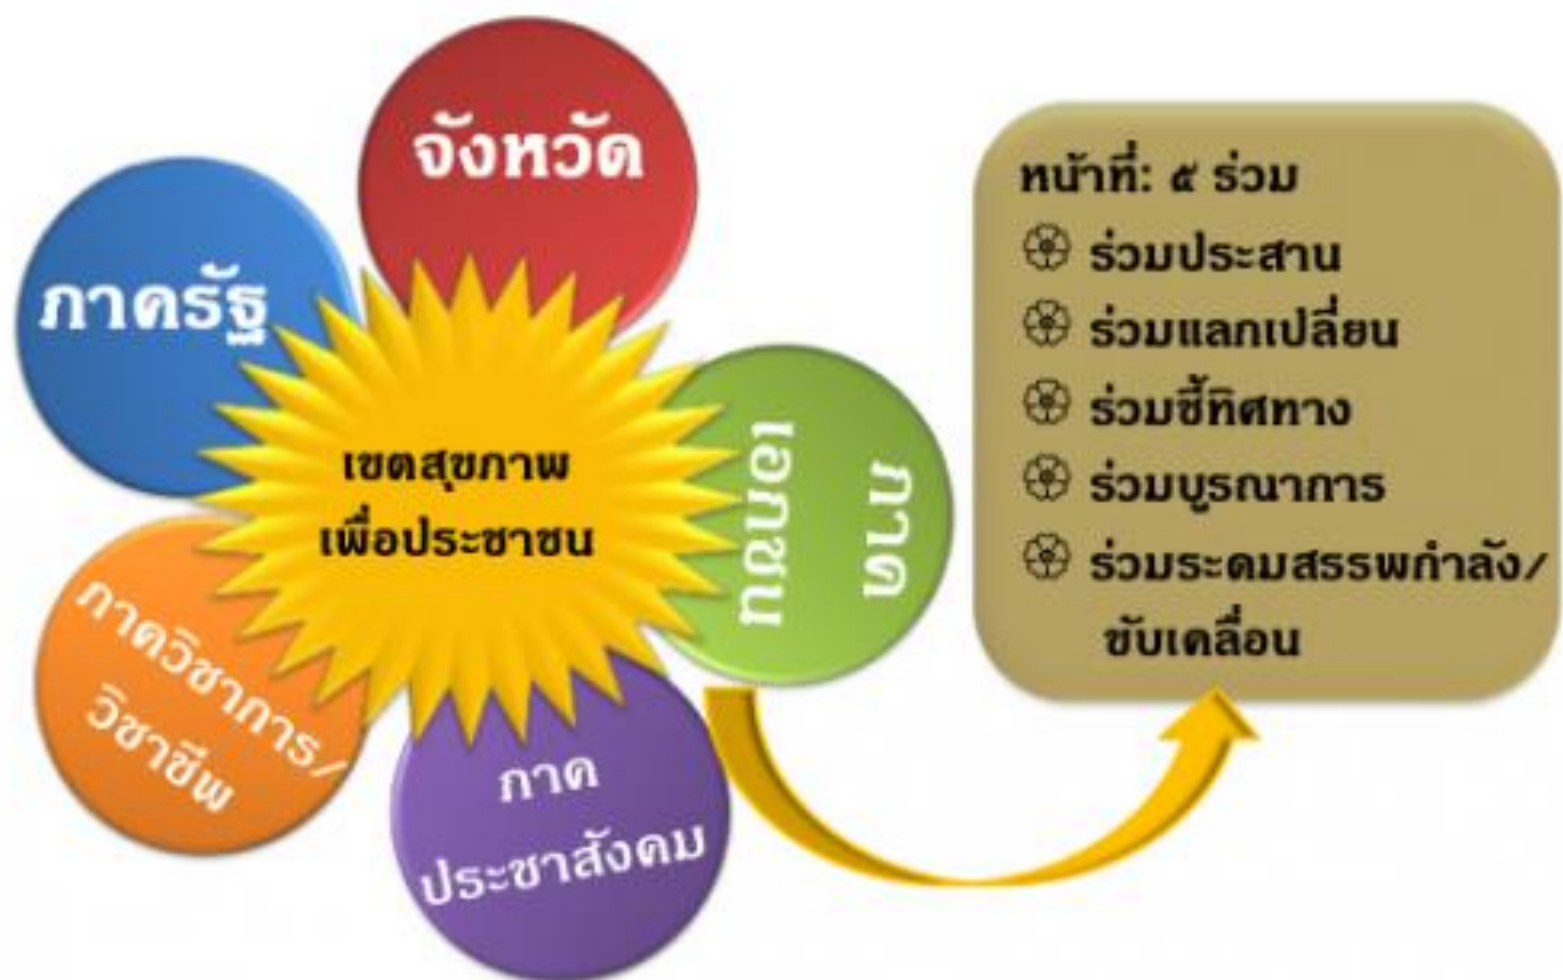 จังหวัด
ภาครัฐ
เขตสุขภาพ
เพื่อประชาชน
ภาค
เอกชน
ภาควิชาการ/
วิชาชีพ
ภาค
ประชาสังคม
หน้าที่: ๕ ร่วม
ร่วมประสาน
ร่วมแลกเปลี่ยน
ร่วมชี้ทิศทาง
ร่วมบูรณาการ
ร่วมระดมสรรพกำลัง/
ขับเคลื่อน